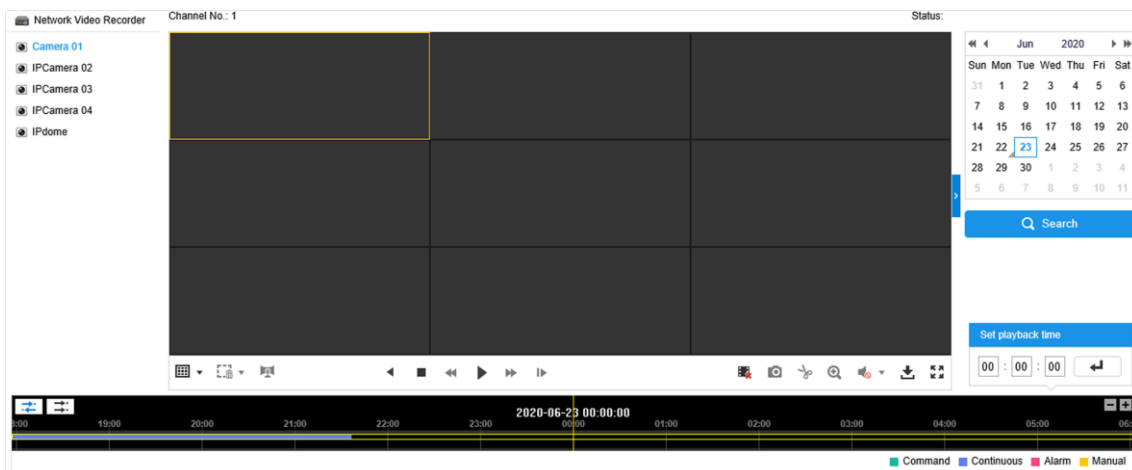 Network Video Recorder
Channel No.: 1
Status:
Camera 01
IPCamera 02
IPCamera 03
IPCamera 04
IPdome
Jun 2020
Sun Mon Tue Wed Thu Fri Sat
31 1 2 3 4 5 6
7 8 9 10 11 12 13
14 15 16 17 18 19 20
21 22 23 24 25 26 27
28 29 30 1 2 3 4
5 6 7 8 9 10 11
Search
Set playback time
00 : 00 : 00
2020-06-23 00:00:00
19:00 20:00 21:00 22:00 23:00 00:00 01:00 02:00 03:00 04:00 05:00
Command Continuous Alarm Manual